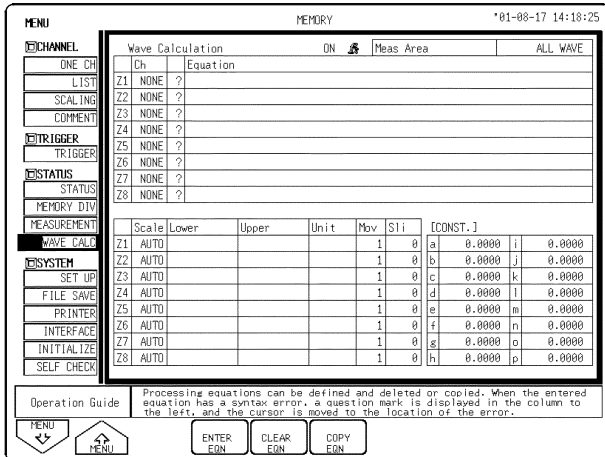 MENU MEMORY '01-08-17 14:18:25
CHANNEL
ONE CH
LIST
SCALING
COMMENT
TRIGGER
TRIGGER
STATUS
STATUS
MEMORY DIV
MEASUREMENT
WAVE CALC
SYSTEM
SET UP
FILE SAVE
PRINTER
INTERFACE
INITIALIZE
SELF CHECK
Wave Calculation ON Meas Area ALL WAVE
Ch Equation
Z1 NONE ?
Z2 NONE ?
Z3 NONE ?
Z4 NONE ?
Z5 NONE ?
Z6 NONE ?
Z7 NONE ?
Z8 NONE ?
Scale Lower Upper Unit Mov Sli [CONST.]
Z1 AUTO 1 0 a 0.0000 i 0.0000
Z2 AUTO 1 0 b 0.0000 j 0.0000
Z3 AUTO 1 0 c 0.0000 k 0.0000
Z4 AUTO 1 0 d 0.0000 l 0.0000
Z5 AUTO 1 0 e 0.0000 m 0.0000
Z6 AUTO 1 0 f 0.0000 n 0.0000
Z7 AUTO 1 0 g 0.0000 o 0.0000
Z8 AUTO 1 0 h 0.0000 p 0.0000
Operation Guide
Processing equations can be defined and deleted or copied. When the entered
equation has a syntax error, a question mark is displayed in the column to
the left, and the cursor is moved to the location of the error.
MENU
MENU
ENTER EQN
CLEAR EQN
COPY EQN